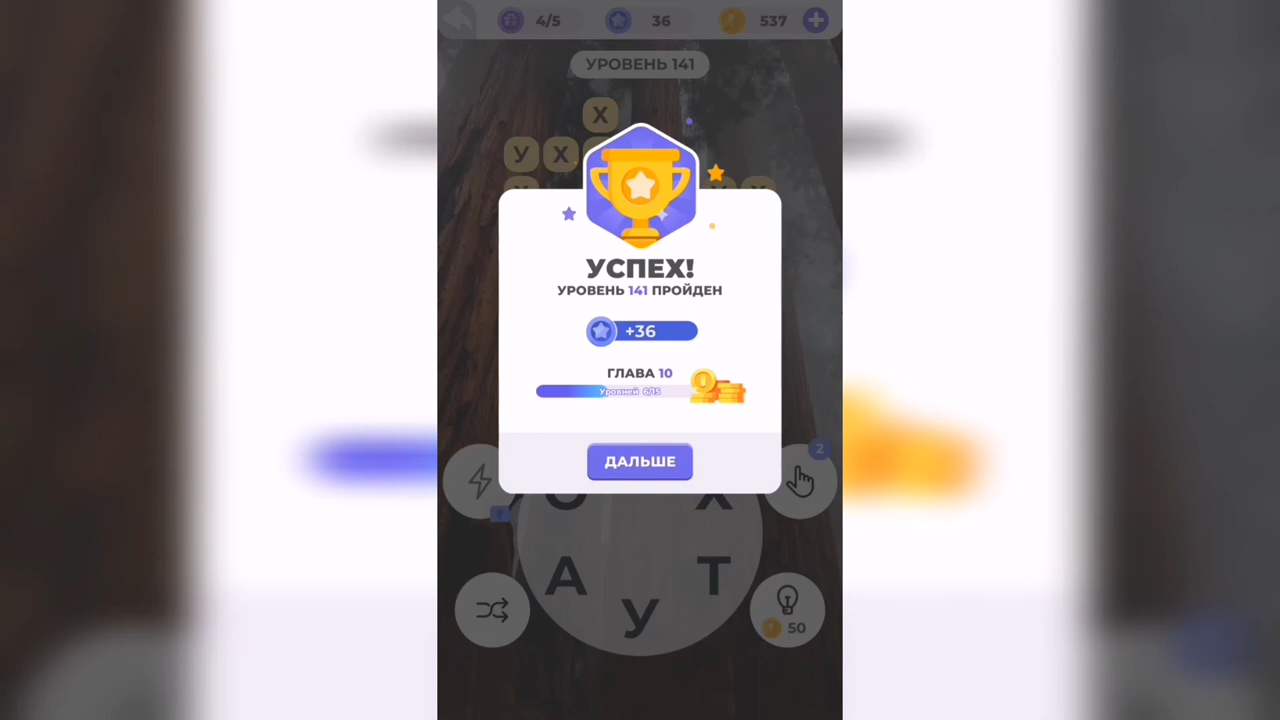 4/5 36 537
УРОВЕНЬ 141
Х
У Х
УСПЕХ!
УРОВЕНЬ 141 ПРОЙДЕН
+36
ГЛАВА 10
Уровней 6/15
ДАЛЬШЕ
2
Х
А Т
У
50